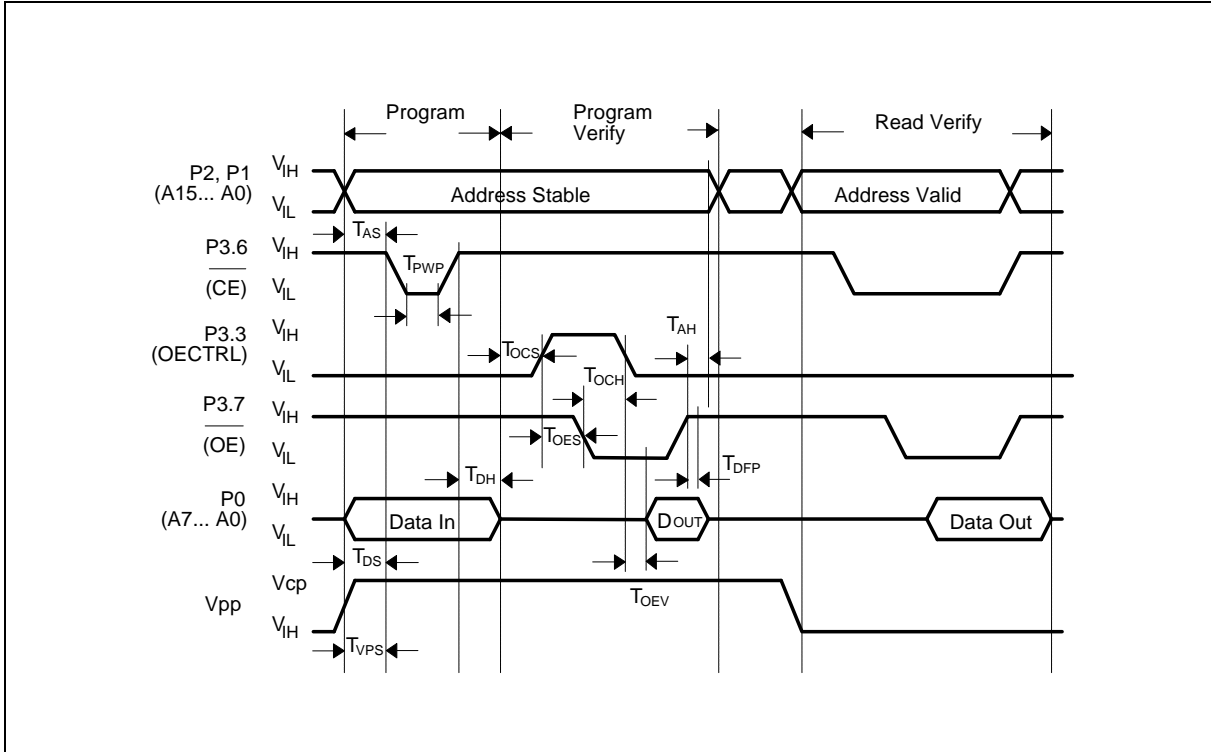 Program
Program
Verify
Read Verify
P2, P1
(A15... A0)
VIH
VIL
Address Stable
Address Valid
TAS
P3.6
(CE)
VIH
VIL
TPWP
P3.3
(OECTRL)
VIH
VIL
TOCS
TAH
TOCH
P3.7
(OE)
VIH
VIL
TOES
TDFP
TDH
P0
(A7... A0)
VIH
VIL
Data In
DOUT
Data Out
TDS
TOEV
Vpp
Vcp
VIH
TVPS